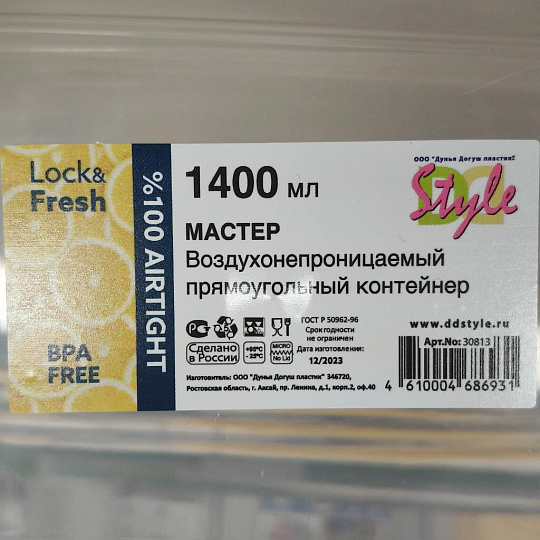 Lock&
Fresh
BPA
FREE
%100 AIRTIGHT
1400 мл
МАСТЕР
Воздухонепроницаемый
прямоугольный контейнер
ГОСТ Р 50962-96
Срок годности
не ограничен
Дата изготовления:
12/2023
Сделано
в России
+90°C
-25°C
MICRO
No Lid
Изготовитель: ООО "Дунья Догуш пластик" 346720,
Ростовская область, г. Аксай, пр. Ленина, д.1, корп.2, оф.40
ООО "Дунья Догуш пластик"
Style
www.ddstyle.ru
Арт.No: 30813
4 610004 686931